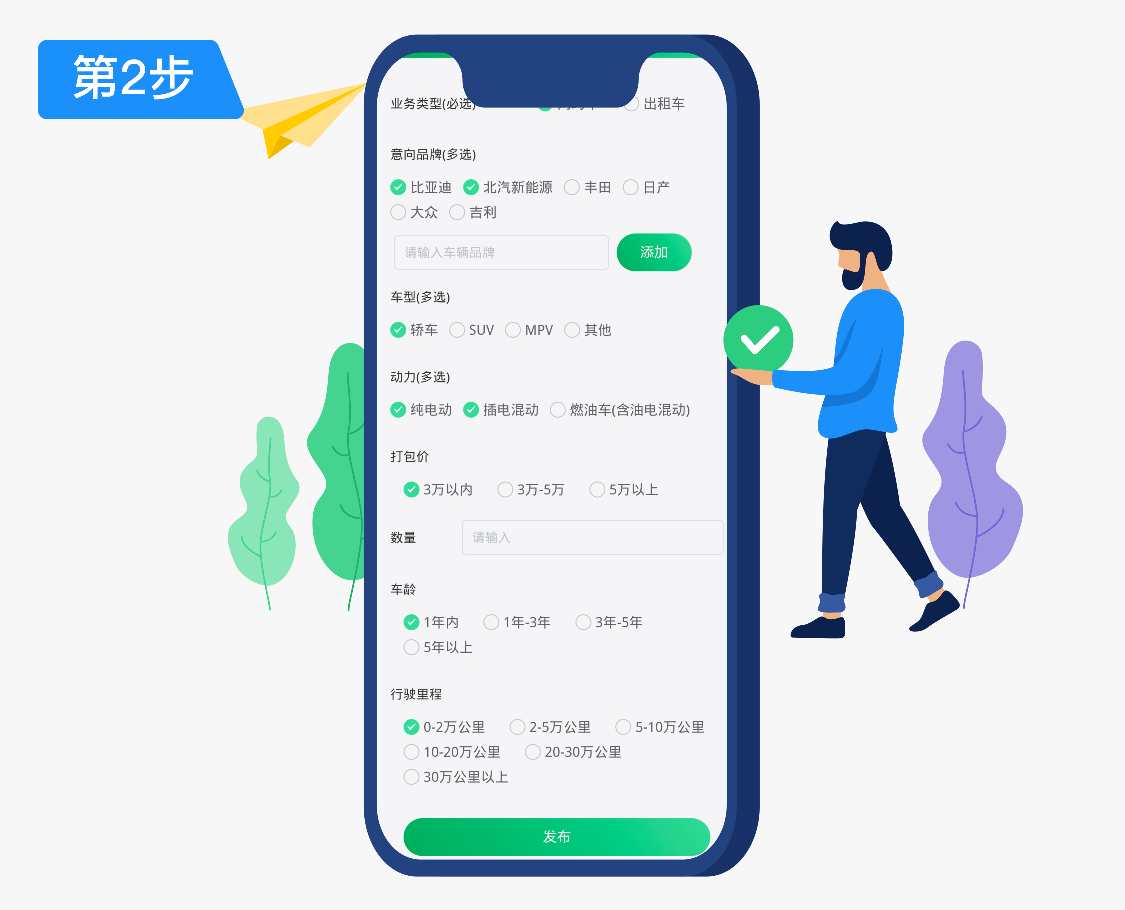 第2步
业务类型(必选) 出租车
意向品牌(多选)
比亚迪 北汽新能源 丰田 日产
大众 吉利
请输入车辆品牌 添加
车型(多选)
轿车 SUV MPV 其他
动力(多选)
纯电动 插电混动 燃油车(含油电混动)
打包价
3万以内 3万-5万 5万以上
数量 请输入
车龄
1年内 1年-3年 3年-5年
5年以上
行驶里程
0-2万公里 2-5万公里 5-10万公里
10-20万公里 20-30万公里
30万公里以上
发布